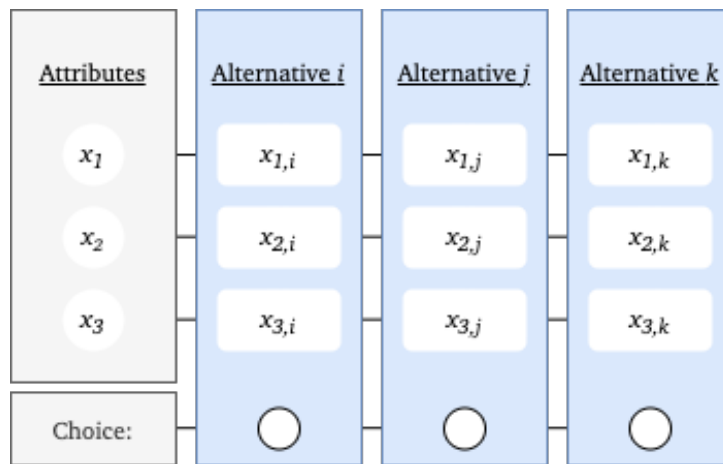 Attributes Alternative i Alternative j Alternative k
x1 x1,i x1,j x1,k
x2 x2,i x2,j x2,k
x3 x3,i x3,j x3,k
Choice: